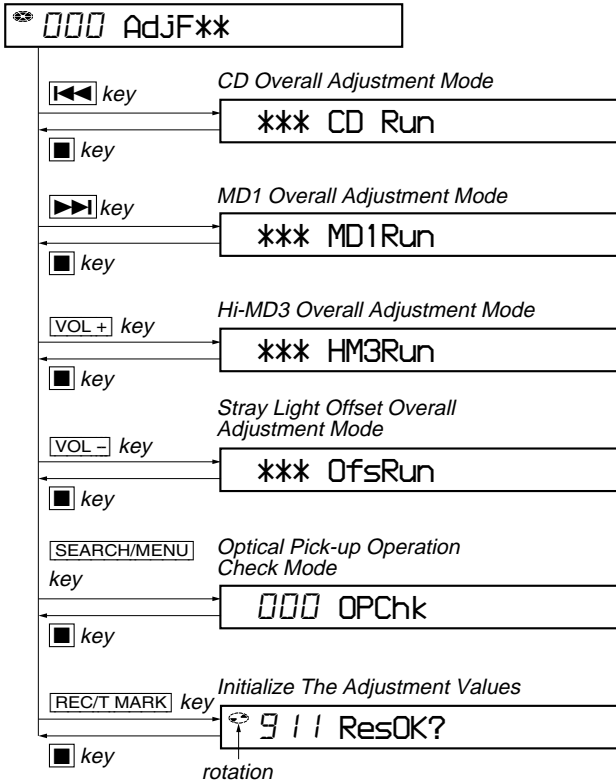 000 AdjF**
CD Overall Adjustment Mode
key
*** CD Run
key
MD1 Overall Adjustment Mode
key
*** MD1Run
key
Hi-MD3 Overall Adjustment Mode
VOL + key
*** HM3Run
key
Stray Light Offset Overall
Adjustment Mode
VOL – key
*** OfsRun
key
SEARCH/MENU
key
Optical Pick-up Operation
Check Mode
000 OPChk
key
Initialize The Adjustment Values
REC/T MARK key
911 ResOK?
key
rotation